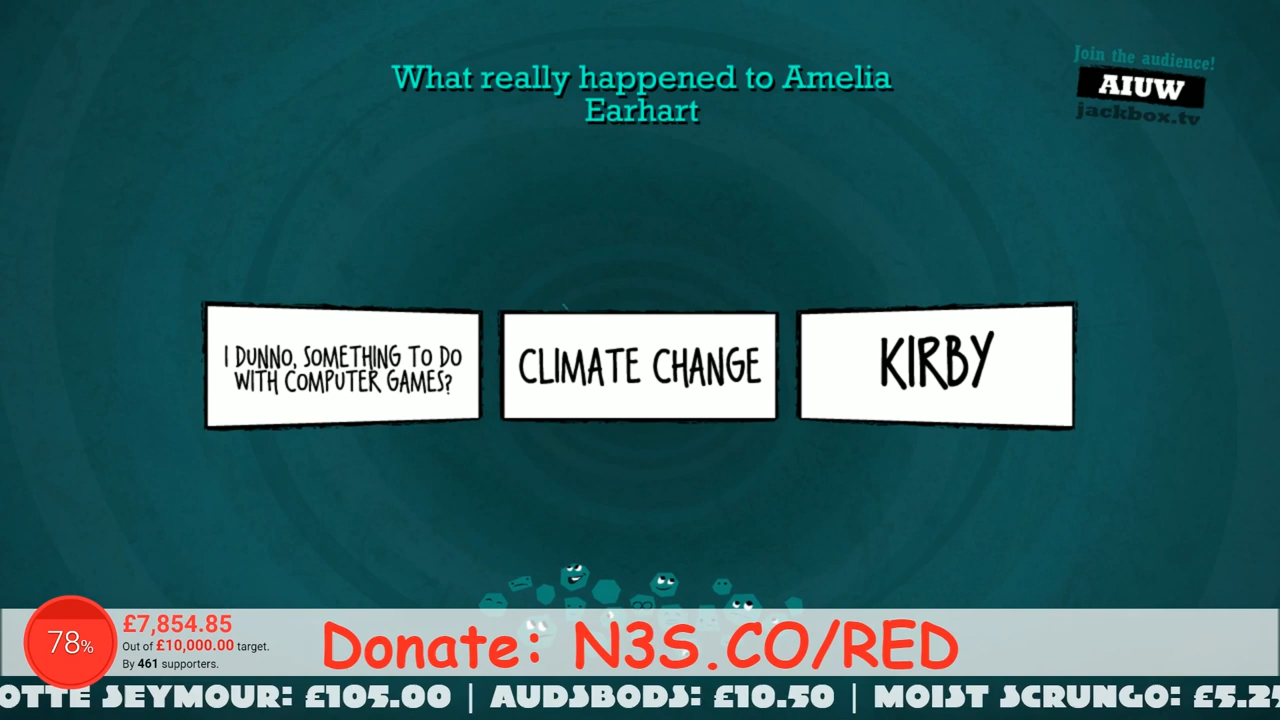 What really happened to Amelia
Earhart
Join the audience!
AIUW
jackbox.tv
I DUNNO, SOMETHING TO DO
WITH COMPUTER GAMES?
CLIMATE CHANGE
KIRBY
78%
£7,854.85
Out of £10,000.00 target.
By 461 supporters.
Donate: N3S.CO/RED
OTTE SEYMOUR: £105.00 | AUDSBODS: £10.50 | MOIST SCRUNGO: £5.25